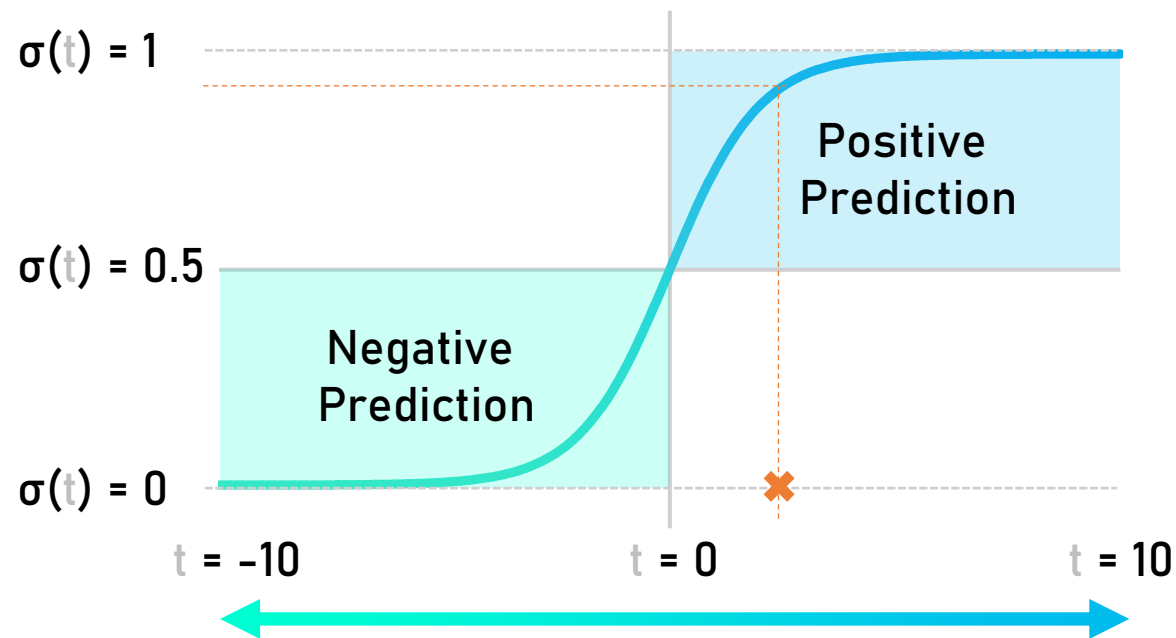 σ(t) = 1
Positive
Prediction
σ(t) = 0.5
Negative
Prediction
σ(t) = 0
t = -10
t = 0
t = 10